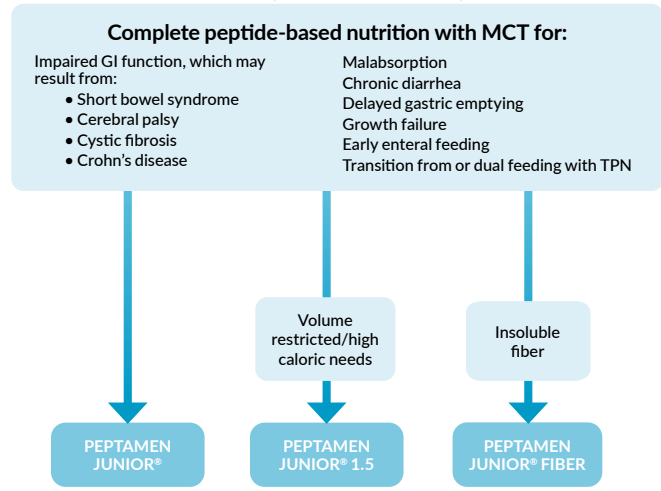 Complete peptide-based nutrition with MCT for:
Impaired GI function, which may
result from:
• Short bowel syndrome
• Cerebral palsy
• Cystic fibrosis
• Crohn's disease
Malabsorption
Chronic diarrhea
Delayed gastric emptying
Growth failure
Early enteral feeding
Transition from or dual feeding with TPN
Volume
restricted/high
caloric needs
Insoluble
fiber
PEPTAMEN
JUNIOR®
PEPTAMEN
JUNIOR® 1.5
PEPTAMEN
JUNIOR® FIBER